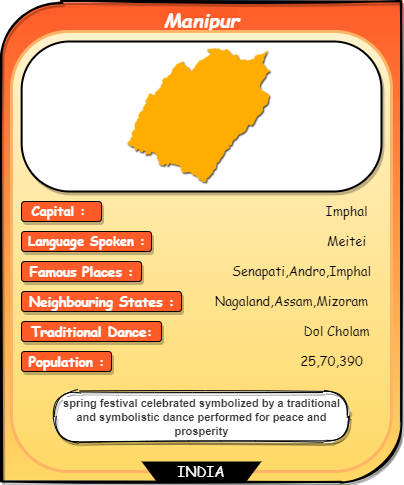 Manipur
Capital : Imphal
Language Spoken : Meitei
Famous Places : Senapati,Andro,Imphal
Neighbouring States : Nagaland,Assam,Mizoram
Traditional Dance: Dol Cholam
Population : 25,70,390
spring festival celebrated symbolized by a traditional
and symbolistic dance performed for peace and
prosperity
INDIA